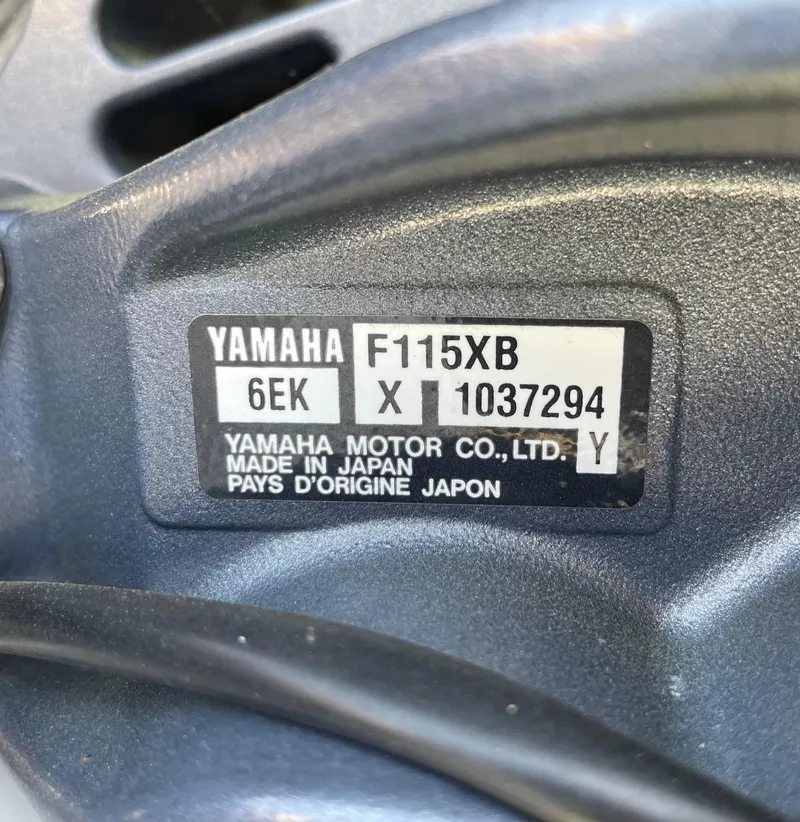 YAMAHA F115XB
6EK X 1037294
YAMAHA MOTOR CO., LTD. Y
MADE IN JAPAN
PAYS D'ORIGINE JAPON